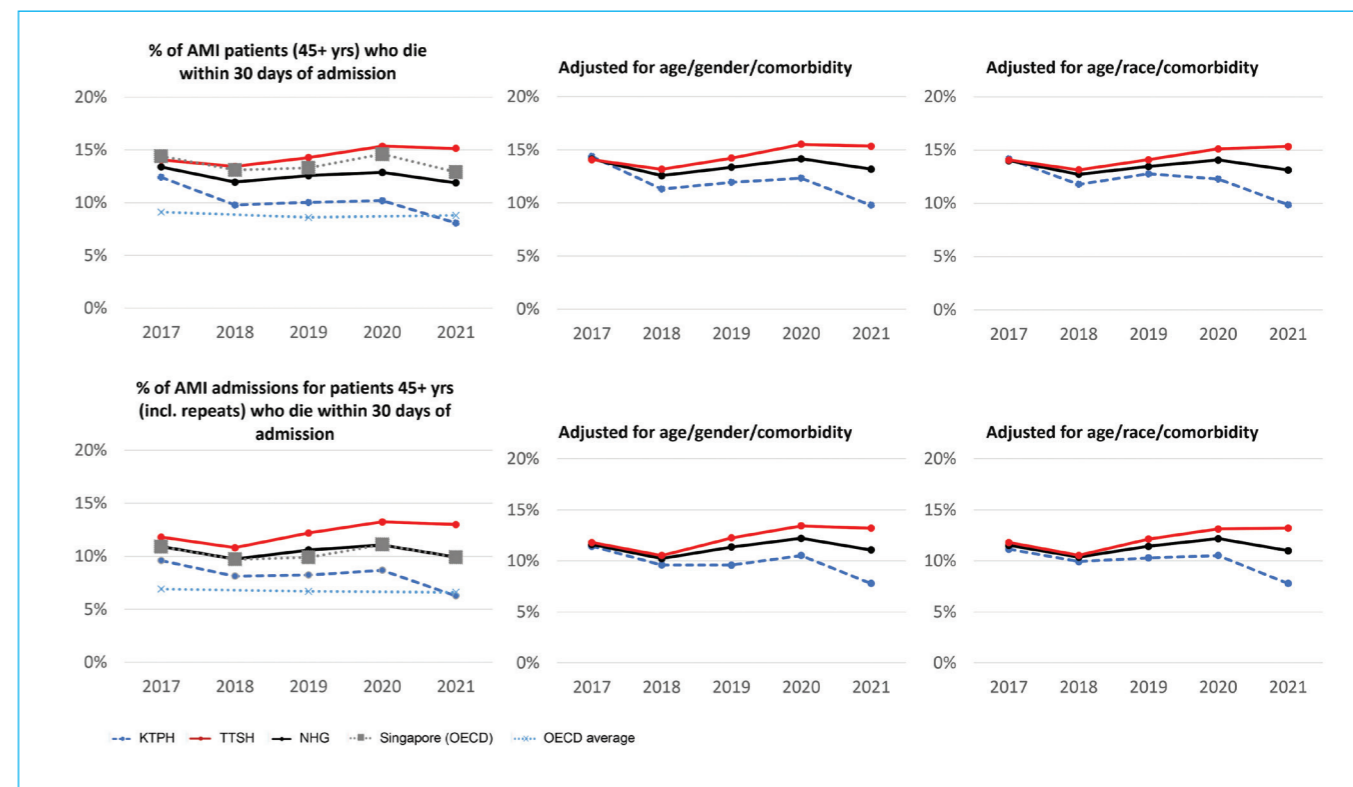 % of AMI patients (45+ yrs) who die
within 30 days of admission
20%
15%
10%
5%
0%
2017 2018 2019 2020 2021
Adjusted for age/gender/comorbidity
20%
15%
10%
5%
0%
2017 2018 2019 2020 2021
Adjusted for age/race/comorbidity
20%
15%
10%
5%
0%
2017 2018 2019 2020 2021
% of AMI admissions for patients 45+ yrs
(incl. repeats) who die within 30 days of
admission
20%
15%
10%
5%
0%
2017 2018 2019 2020 2021
Adjusted for age/gender/comorbidity
20%
15%
10%
5%
0%
2017 2018 2019 2020 2021
Adjusted for age/race/comorbidity
20%
15%
10%
5%
0%
2017 2018 2019 2020 2021
KTPH TTSH NHG Singapore (OECD) OECD average